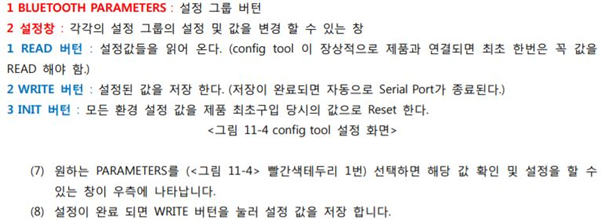 1 BLUETOOTH PARAMETERS : 설정 그룹 버턴
2 설정창 : 각각의 설정 그룹의 설정 및 값을 변경 할 수 있는 창
1 READ 버턴 : 설정값들을 읽어 온다. (config tool 이 장상적으로 제품과 연결되면 최초 한번은 꼭 값을
READ 해야 함.)
2 WRITE 버턴 : 설정된 값을 저장 한다. (저장이 완료되면 자동으로 Serial Port가 종료된다.)
3 INIT 버턴 : 모든 환경 설정 값을 제품 최초구입 당시의 값으로 Reset 한다.
<그림 11-4 config tool 설정 화면>
(7) 원하는 PARAMETERS를 (<그림 11-4> 빨간색테두리 1번) 선택하면 해당 값 확인 및 설정을 할 수
있는 창이 우측에 나타납니다.
(8) 설정이 완료 되면 WRITE 버턴을 눌러 설정 값을 저장 합니다.